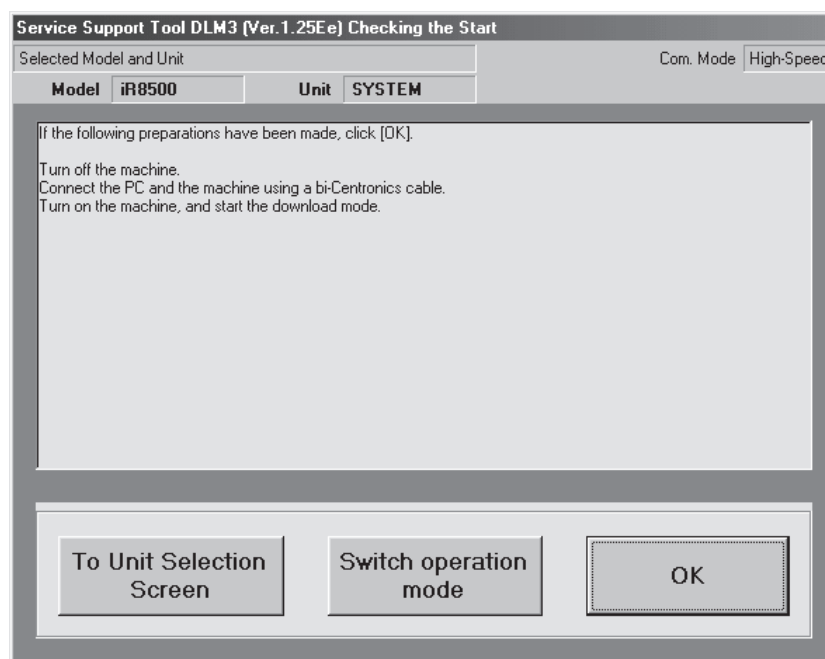 Service Support Tool DLM3 (Ver.1.25Ee) Checking the Start
Selected Model and Unit Com. Mode High-Speed
Model iR8500 Unit SYSTEM
If the following preparations have been made, click [OK].
Turn off the machine.
Connect the PC and the machine using a bi-Centronics cable.
Turn on the machine, and start the download mode.
To Unit Selection
Screen
Switch operation
mode
OK